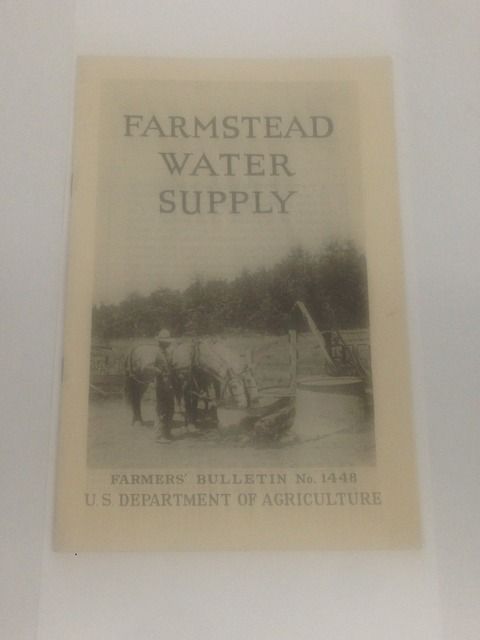 FARMSTEAD
WATER
SUPPLY
FARMERS' BULLETIN No. 1448
U.S. DEPARTMENT OF AGRICULTURE